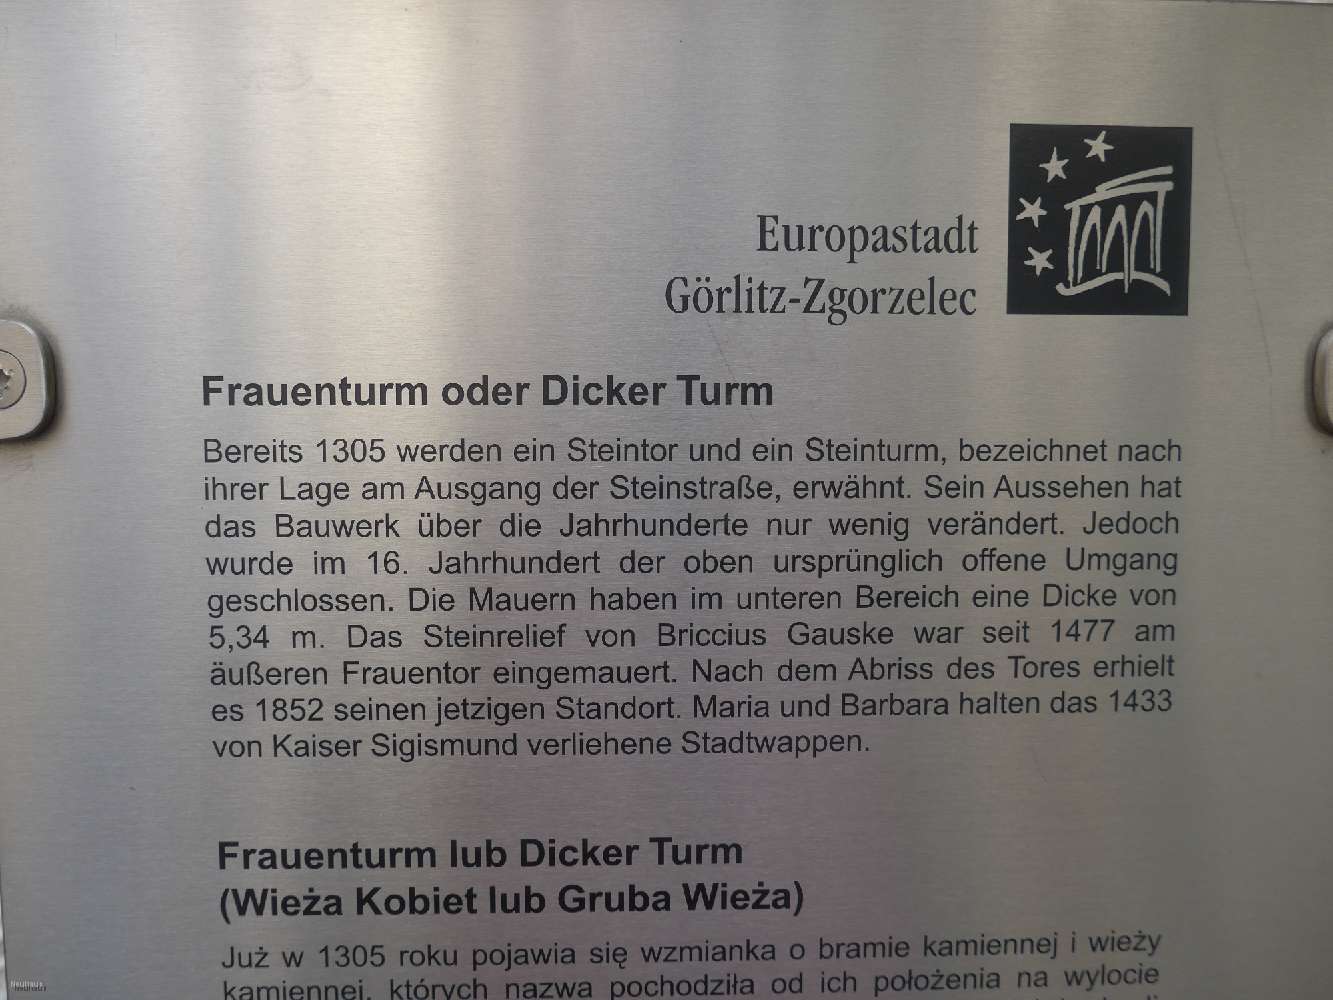 Europastadt
Görlitz-Zgorzelec
Frauenturm oder Dicker Turm
Bereits 1305 werden ein Steintor und ein Steinturm, bezeichnet nach
ihrer Lage am Ausgang der Steinstraße, erwähnt. Sein Aussehen hat
das Bauwerk über die Jahrhunderte nur wenig verändert. Jedoch
wurde im 16. Jahrhundert der oben ursprünglich offene Umgang
geschlossen. Die Mauern haben im unteren Bereich eine Dicke von
5,34 m. Das Steinrelief von Briccius Gauske war seit 1477 am
äußeren Frauentor eingemauert. Nach dem Abriss des Tores erhielt
es 1852 seinen jetzigen Standort. Maria und Barbara halten das 1433
von Kaiser Sigismund verliehene Stadtwappen.
Frauenturm lub Dicker Turm
(Wieża Kobiet lub Gruba Wieża)
Już w 1305 roku pojawia się wzmianka o bramie kamiennej i wieży
kamiennej, których nazwa pochodziła od ich położenia na wylocie